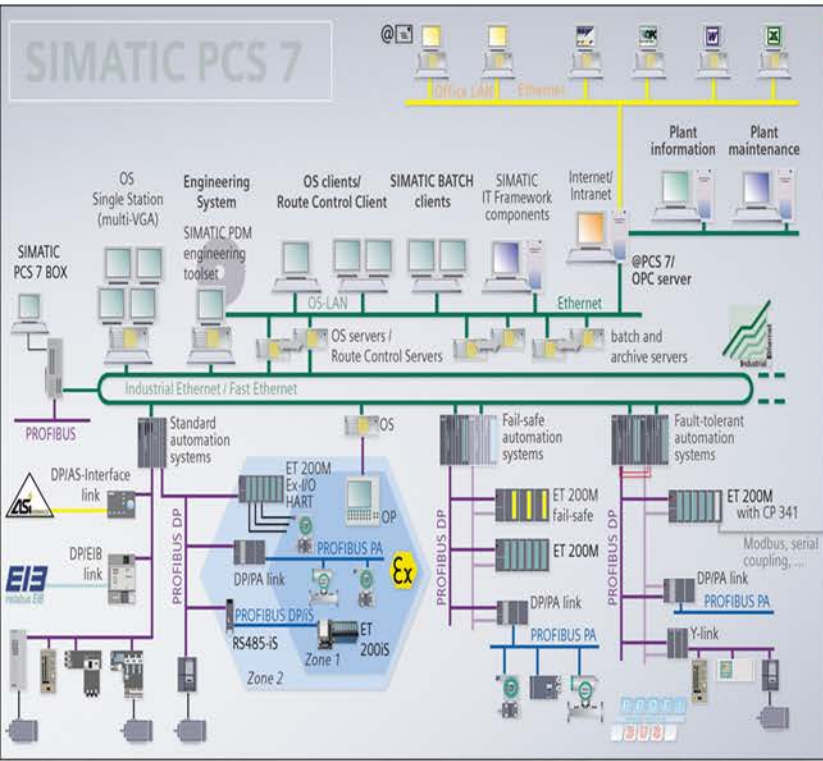 SIMATIC PCS 7
@
Office LAN
Ethernet
Plant
information
Plant
maintenance
OS
Single Station
(multi-VGA)
Engineering
System
SIMATIC PDM
engineering
toolset
OS clients/
Route Control Client
SIMATIC BATCH
clients
SIMATIC
IT Framework
components
Internet/
Intranet
@PCS 7/
OPC server
SIMATIC
PCS 7 BOX
OS-LAN
Ethernet
OS servers /
Route Control Servers
batch and
archive servers
Industrial
Ethernet
Industrial Ethernet / Fast Ethernet
PROFIBUS
Standard
automation
systems
OS
Fail-safe
automation
systems
Fault-tolerant
automation
systems
DP/AS-Interface
link
ASi
ET 200M
Ex-I/O
HART
OP
ET 200M
fail-safe
ET 200M
with CP 341
Modbus, serial
coupling, ...
PROFIBUS DP
PROFIBUS PA
DP/PA link
Ex
PROFIBUS DP
ET 200M
PROFIBUS DP
DP/EIB
link
EIB
instabus EIB
DP/PA link
PROFIBUS PA
DP/PA link
PROFIBUS PA
PROFIBUS DP/iS
RS485-iS
ET
200iS
Zone 1
Zone 2
Y-link
PROFI
BUS